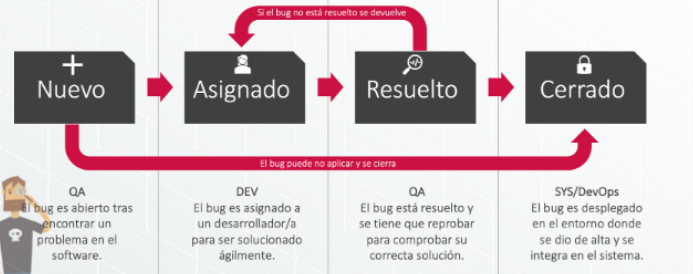 Si el bug no está resuelto se devuelve
Nuevo
Asignado
Resuelto
Cerrado
El bug puede no aplicar y se cierra
QA
El bug es abierto tras
encontrar un
problema en el
software.
DEV
El bug es asignado a
un desarrollador/a
para ser solucionado
ágilmente.
QA
El bug está resuelto y
se tiene que reprobar
para comprobar su
correcta solución.
SYS/DevOps
El bug es desplegado
en el entorno donde
se dio de alta y se
integra en el sistema.